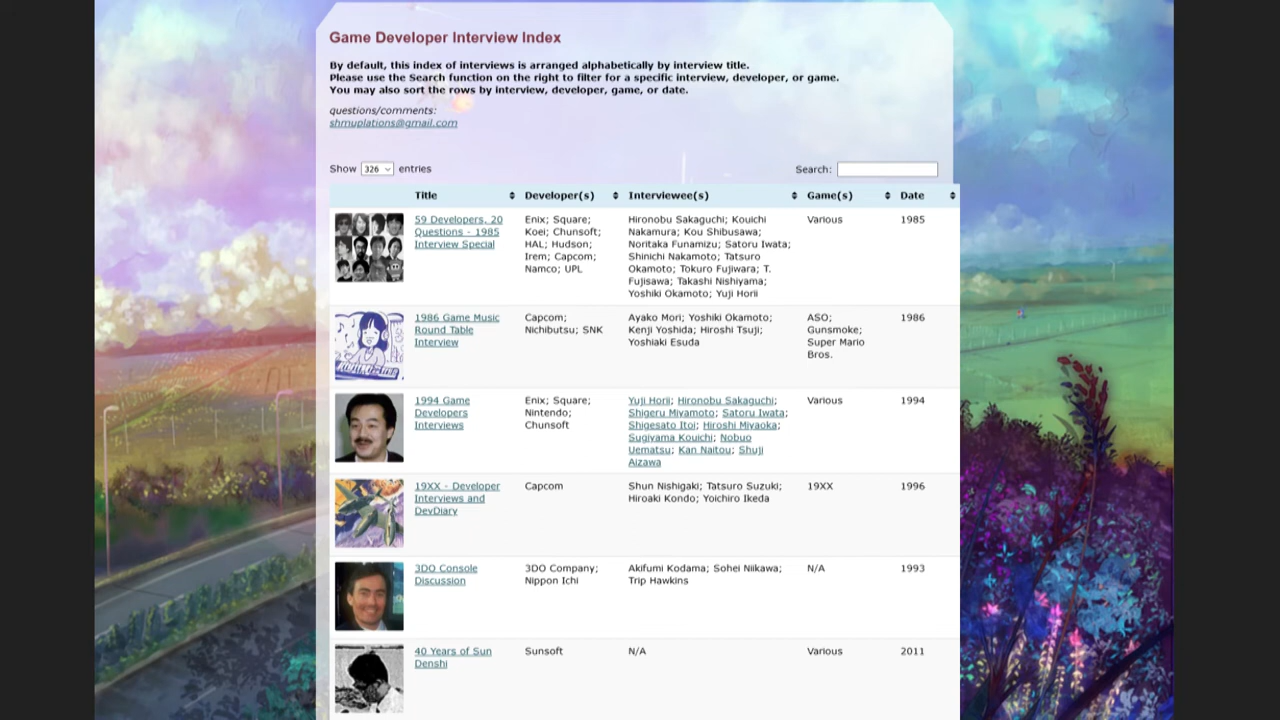 Game Developer Interview Index
By default, this index of interviews is arranged alphabetically by interview title.
Please use the Search function on the right to filter for a specific interview, developer, or game.
You may also sort the rows by interview, developer, game, or date.
questions/comments:
shmuplations@gmail.com
Show 326 entries
Search:
Title Developer(s) Interviewee(s) Game(s) Date
59 Developers, 20
Questions - 1985
Interview Special
Enix; Square;
Koei; Chunsoft;
HAL; Hudson;
Irem; Capcom;
Namco; UPL
Hironobu Sakaguchi; Kouichi
Nakamura; Kou Shibusawa;
Noritaka Funamizu; Satoru Iwata;
Shinichi Nakamoto; Tatsuro
Okamoto; Tokuro Fujiwara; T.
Fujisawa; Takashi Nishiyama;
Yoshiki Okamoto; Yuji Horii
Various
1985
1986 Game Music
Round Table
Interview
Capcom;
Nichibutsu; SNK
Ayako Mori; Yoshiki Okamoto;
Kenji Yoshida; Hiroshi Tsuji;
Yoshiaki Esuda
ASO;
Gunsmoke;
Super Mario
Bros.
1986
1994 Game
Developers
Interviews
Enix; Square;
Nintendo;
Chunsoft
Yuji Horii; Hironobu Sakaguchi;
Shigeru Miyamoto; Satoru Iwata;
Shigesato Itoi; Hiroshi Miyaoka;
Sugiyama Kouichi; Nobuo
Uematsu; Kan Naitou; Shuji
Aizawa
Various
1994
19XX - Developer
Interviews and
DevDiary
Capcom
Shun Nishigaki; Tatsuro Suzuki;
Hiroaki Kondo; Yoichiro Ikeda
19XX
1996
3DO Console
Discussion
3DO Company;
Nippon Ichi
Akifumi Kodama; Sohei Niikawa;
Trip Hawkins
N/A
1993
40 Years of Sun
Denshi
Sunsoft
N/A
Various
2011